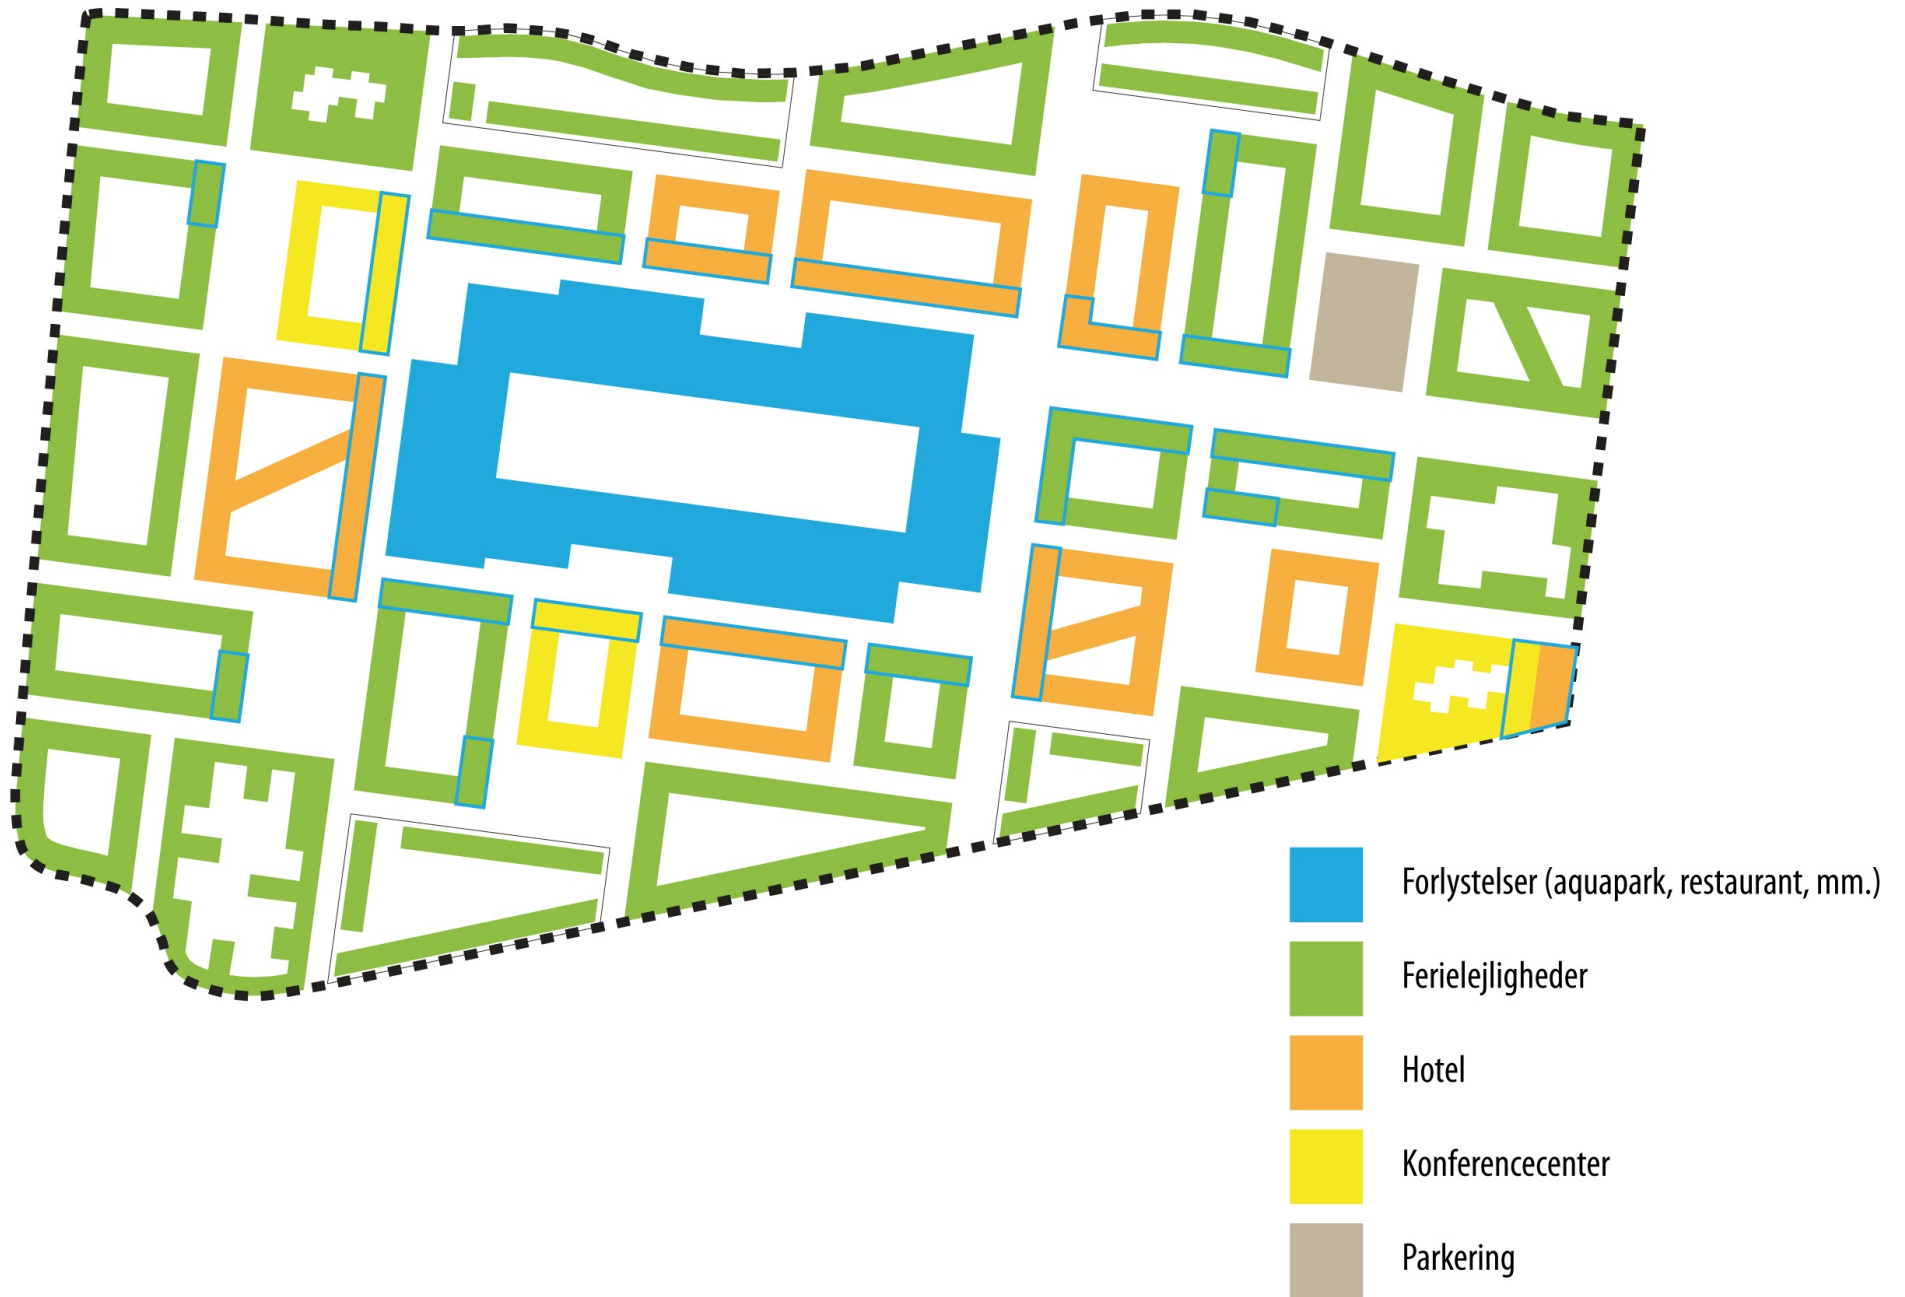 Forlystelser (aquapark, restaurant, mm.)
Ferielejligheder
Hotel
Konferencecenter
Parkering